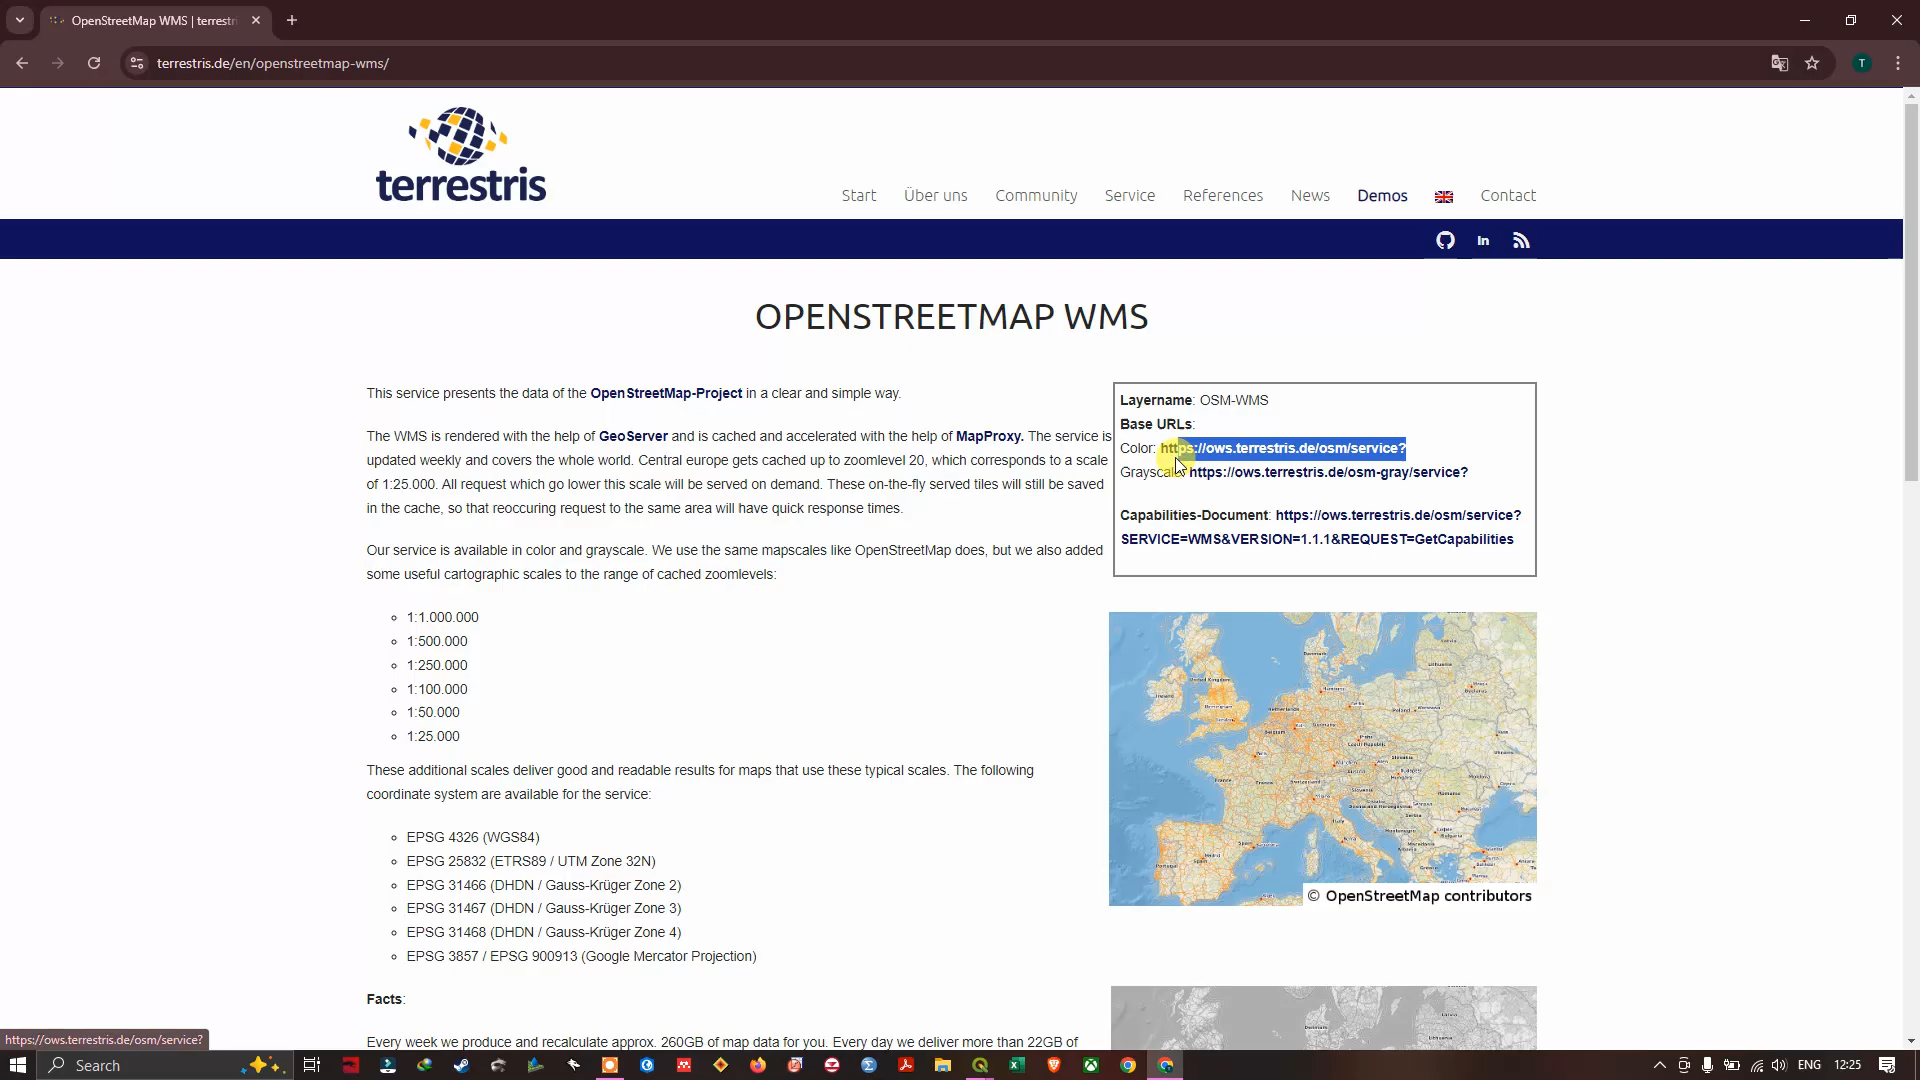 OpenStreetMap WMS | terrestri
terrestris.de/en/openstreetmap-wms/
T
terrestris
Start Über uns Community Service References News Demos Contact
in
OPENSTREETMAP WMS
This service presents the data of the OpenStreetMap-Project in a clear and simple way.
The WMS is rendered with the help of GeoServer and is cached and accelerated with the help of MapProxy. The service is
updated weekly and covers the whole world. Central europe gets cached up to zoomlevel 20, which corresponds to a scale
of 1:25.000. All request which go lower this scale will be served on demand. These on-the-fly served tiles will still be saved
in the cache, so that reoccuring request to the same area will have quick response times.
Our service is available in color and grayscale. We use the same mapscales like OpenStreetMap does, but we also added
some useful cartographic scales to the range of cached zoomlevels:
1:1.000.000
1:500.000
1:250.000
1:100.000
1:50.000
1:25.000
These additional scales deliver good and readable results for maps that use these typical scales. The following
coordinate system are available for the service:
EPSG 4326 (WGS84)
EPSG 25832 (ETRS89 / UTM Zone 32N)
EPSG 31466 (DHDN / Gauss-Krüger Zone 2)
EPSG 31467 (DHDN / Gauss-Krüger Zone 3)
EPSG 31468 (DHDN / Gauss-Krüger Zone 4)
EPSG 3857 / EPSG 900913 (Google Mercator Projection)
Facts:
Every week we produce and recalculate approx. 260GB of map data for you. Every day we deliver more than 22GB of
Layername: OSM-WMS
Base URLs:
Color: https://ows.terrestris.de/osm/service?
Grayscale: https://ows.terrestris.de/osm-gray/service?
Capabilities-Document: https://ows.terrestris.de/osm/service?
SERVICE=WMS&VERSION=1.1.1&REQUEST=GetCapabilities
© OpenStreetMap contributors
https://ows.terrestris.de/osm/service?
Search
ENG 12:25